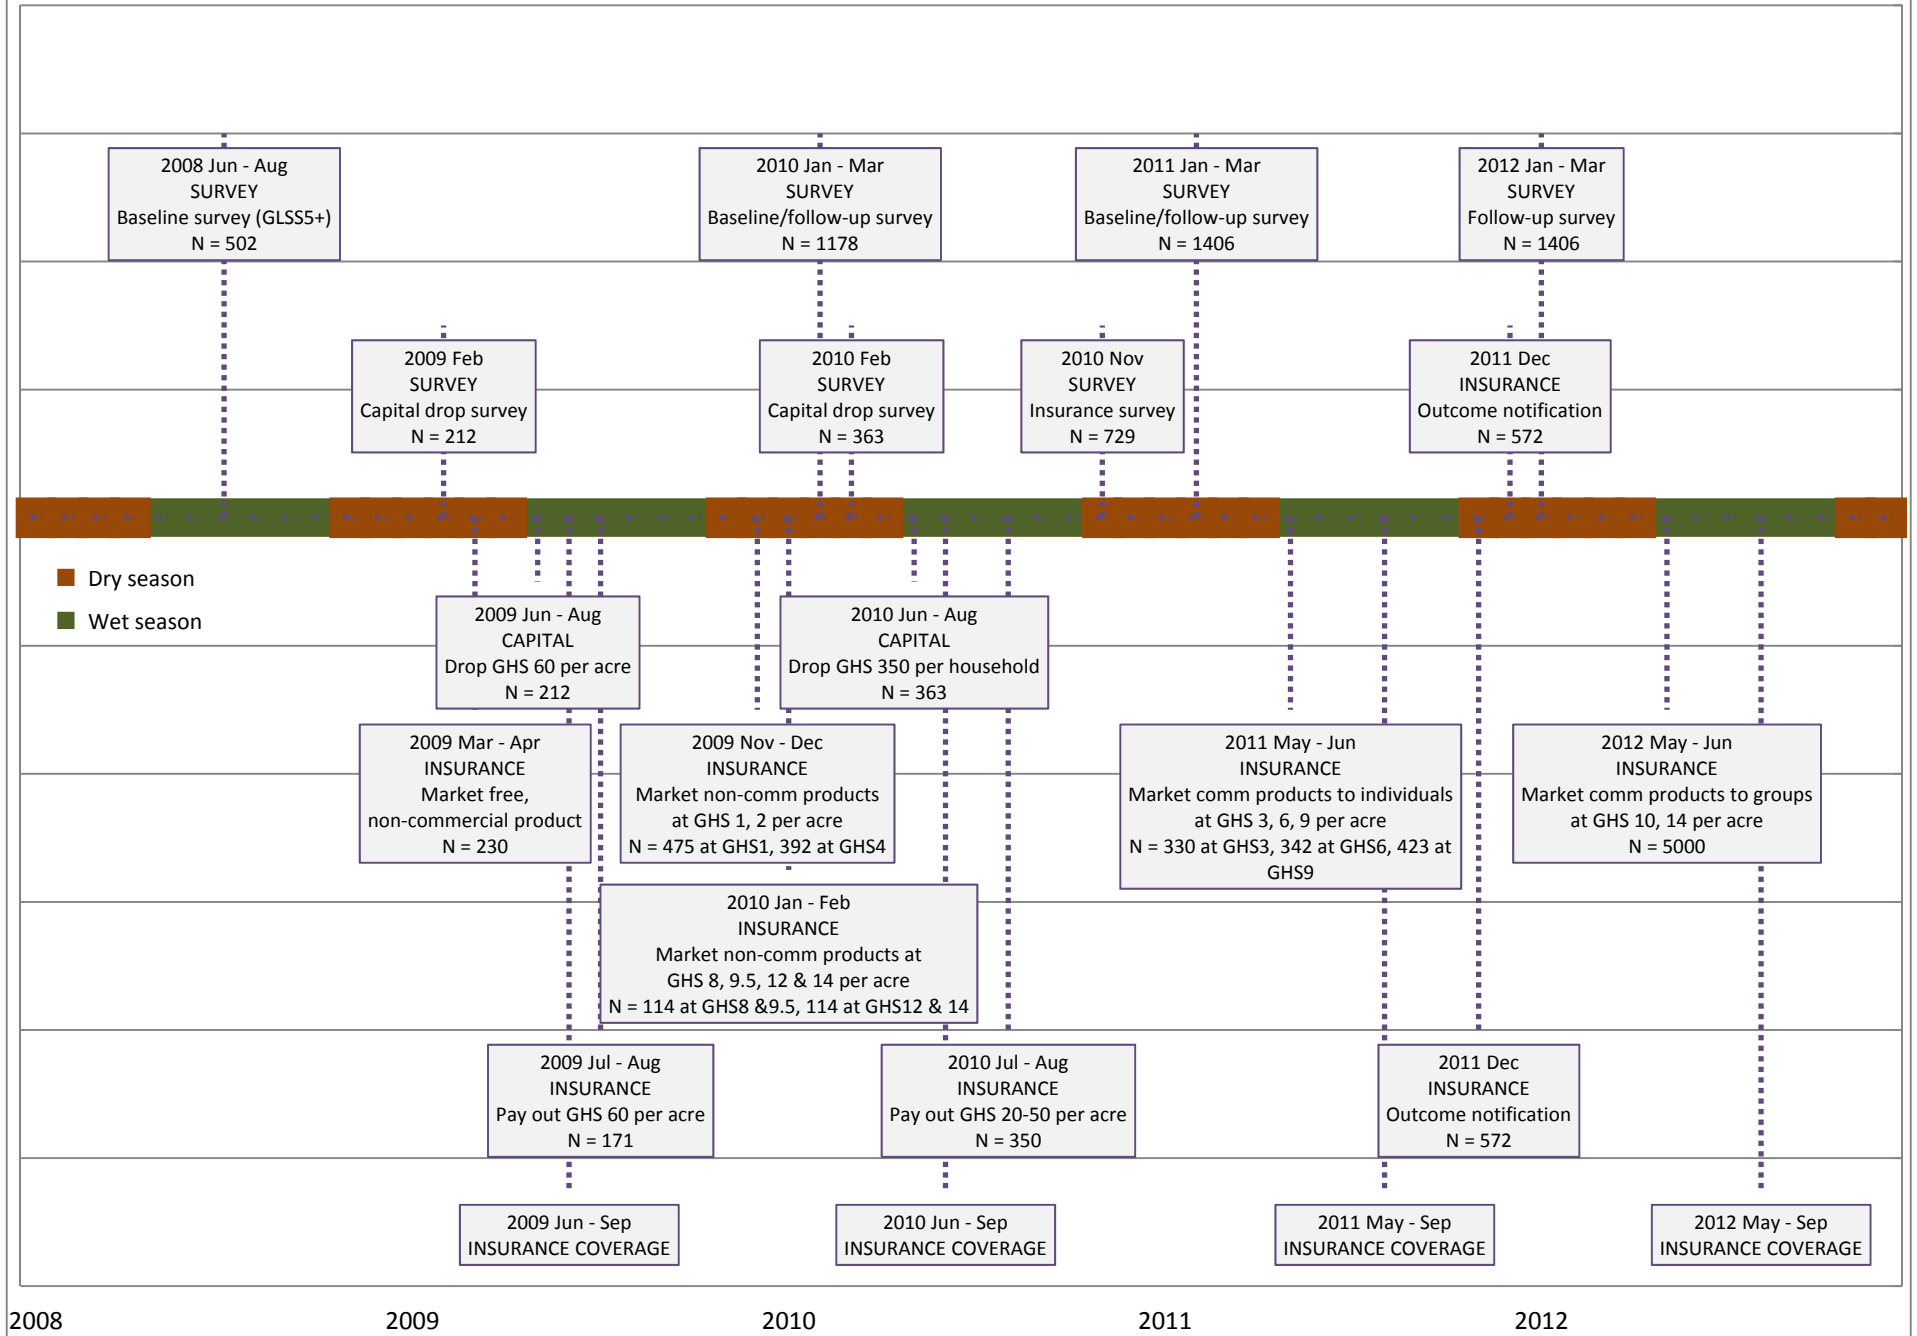 2008 Jun - Aug
SURVEY
Baseline survey (GLSS5+)
N = 502
2010 Jan - Mar
SURVEY
Baseline/follow-up survey
N = 1178
2011 Jan - Mar
SURVEY
Baseline/follow-up survey
N = 1406
2012 Jan - Mar
SURVEY
Follow-up survey
N = 1406
2009 Feb
SURVEY
Capital drop survey
N = 212
2010 Feb
SURVEY
Capital drop survey
N = 363
2010 Nov
SURVEY
Insurance survey
N = 729
2011 Dec
INSURANCE
Outcome notification
N = 572
Dry season
Wet season
2009 Jun - Aug
CAPITAL
Drop GHS 60 per acre
N = 212
2010 Jun - Aug
CAPITAL
Drop GHS 350 per household
N = 363
2009 Mar - Apr
INSURANCE
Market free,
non-commercial product
N = 230
2009 Nov - Dec
INSURANCE
Market non-comm products
at GHS 1, 2 per acre
N = 475 at GHS1, 392 at GHS4
2011 May - Jun
INSURANCE
Market comm products to individuals
at GHS 3, 6, 9 per acre
N = 330 at GHS3, 342 at GHS6, 423 at
GHS9
2012 May - Jun
INSURANCE
Market comm products to groups
at GHS 10, 14 per acre
N = 5000
2010 Jan - Feb
INSURANCE
Market non-comm products at
GHS 8, 9.5, 12 & 14 per acre
N = 114 at GHS8 &9.5, 114 at GHS12 & 14
2009 Jul - Aug
INSURANCE
Pay out GHS 60 per acre
N = 171
2010 Jul - Aug
INSURANCE
Pay out GHS 20-50 per acre
N = 350
2011 Dec
INSURANCE
Outcome notification
N = 572
2009 Jun - Sep
INSURANCE COVERAGE
2010 Jun - Sep
INSURANCE COVERAGE
2011 May - Sep
INSURANCE COVERAGE
2012 May - Sep
INSURANCE COVERAGE
2008
2009
2010
2011
2012